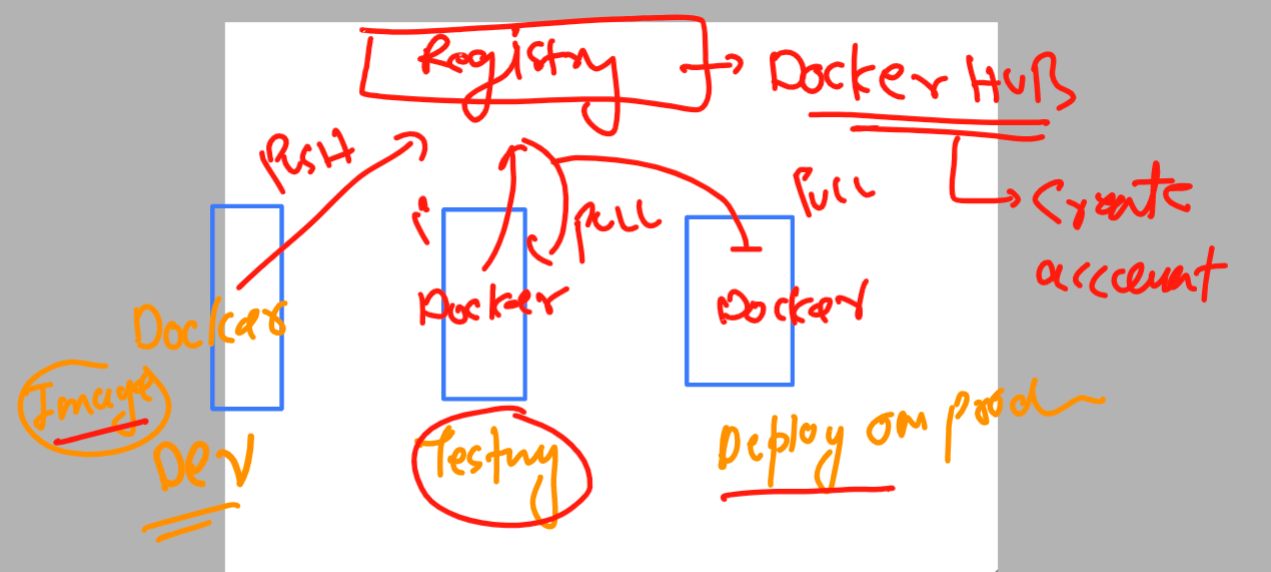 Registry
Docker HuB
PUSH
PULL
PULL
Create
account
Docker
Docker
Docker
Image
Dev
Testing
Deploy on prod